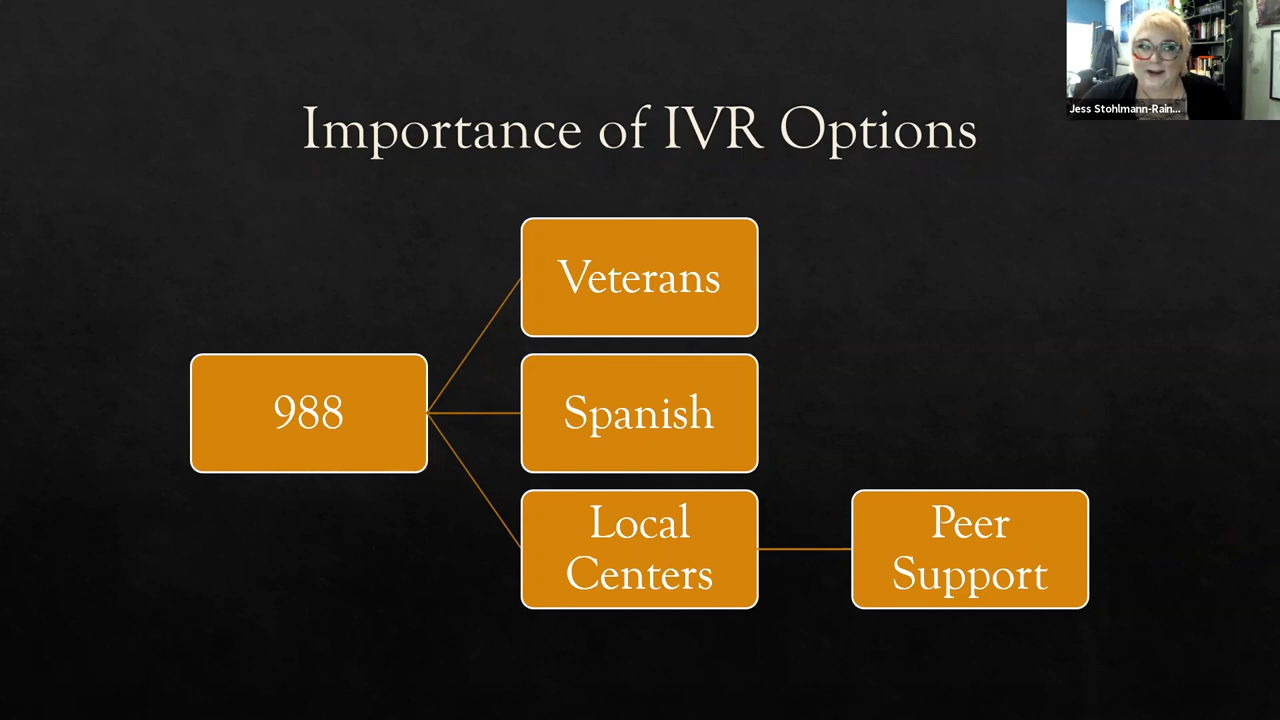 Jess Stohlmann-Rain...
Importance of IVR Options
Veterans
988
Spanish
Local
Centers
Peer
Support